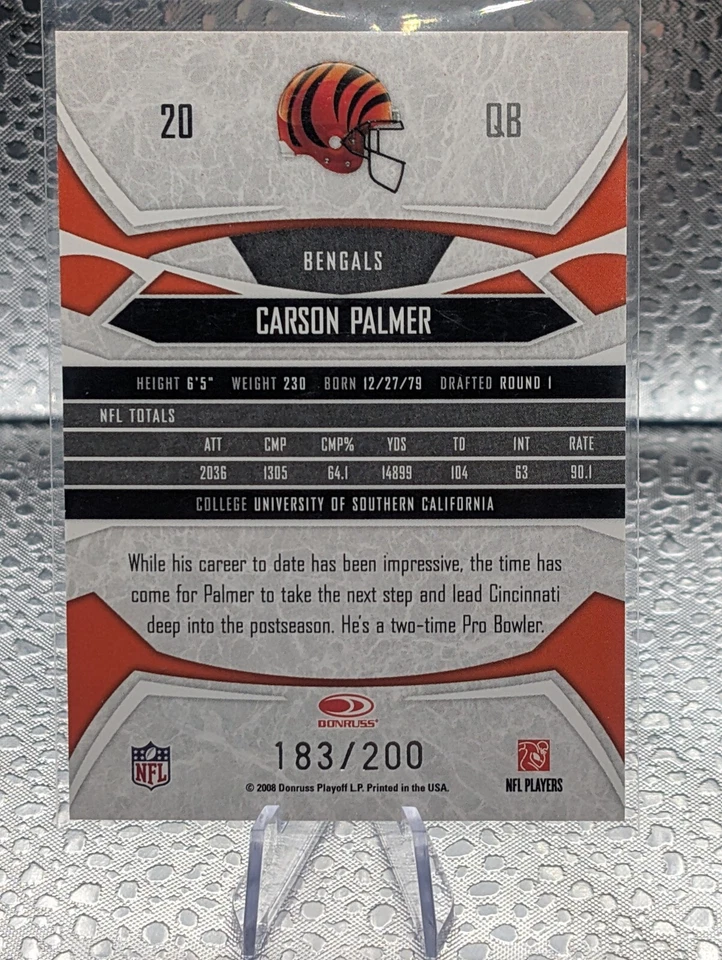 20 QB
BENGALS
CARSON PALMER
HEIGHT 6'5" WEIGHT 230 BORN 12/27/79 DRAFTED ROUND 1
NFL TOTALS
ATT CMP CMP% YDS TD INT RATE
2036 1305 64.1 14899 104 63 90.1
COLLEGE UNIVERSITY OF SOUTHERN CALIFORNIA
While his career to date has been impressive, the time has
come for Palmer to take the next step and lead Cincinnati
deep into the postseason. He's a two-time Pro Bowler.
DONRUSS
183/200
NFL
NFL PLAYERS
© 2008 Donruss Playoff L.P. Printed in the USA.